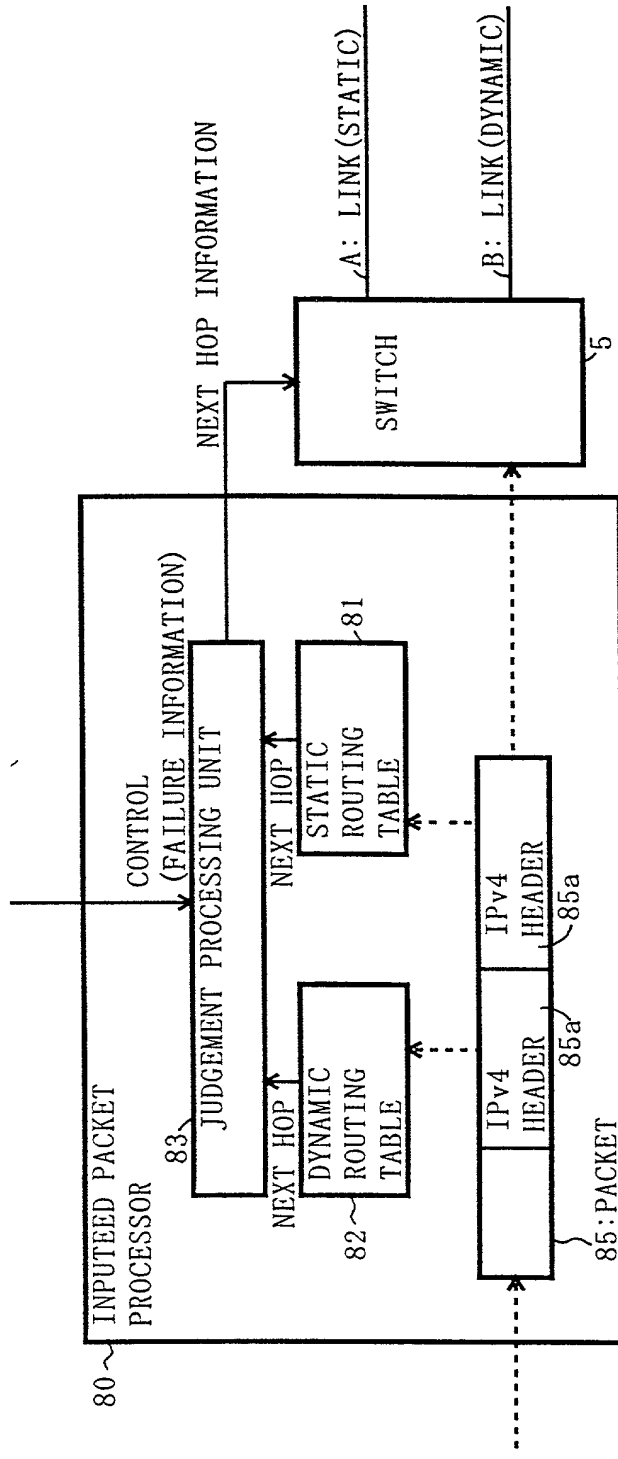 80
INPUTEED PACKET
PROCESSOR
CONTROL
(FAILURE INFORMATION)
NEXT HOP INFORMATION
83
JUDGEMENT PROCESSING UNIT
NEXT HOP
NEXT HOP
DYNAMIC
ROUTING
TABLE
82
STATIC
ROUTING
TABLE
81
SWITCH
5
A: LINK(STATIC)
B: LINK(DYNAMIC)
IPv4
HEADER
85a
IPv4
HEADER
85a
85:PACKET